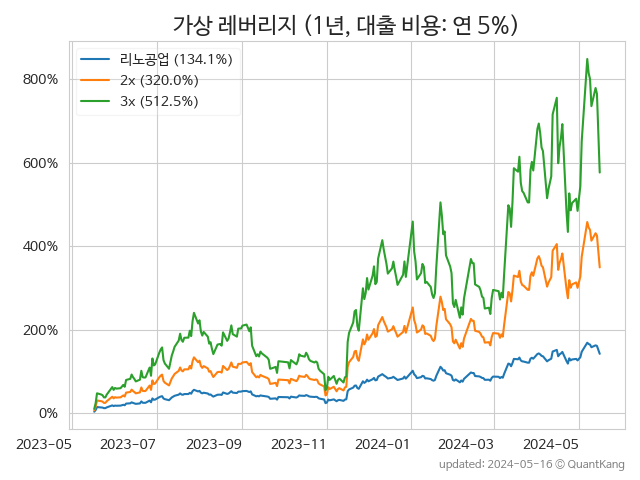 가상 레버리지 (1년, 대출 비용: 연 5%)
리노공업 (134.1%)
2x (320.0%)
3x (512.5%)
800%
600%
400%
200%
0%
2023-05 2023-07 2023-09 2023-11 2024-01 2024-03 2024-05
updated: 2024-05-16 © QuantKang